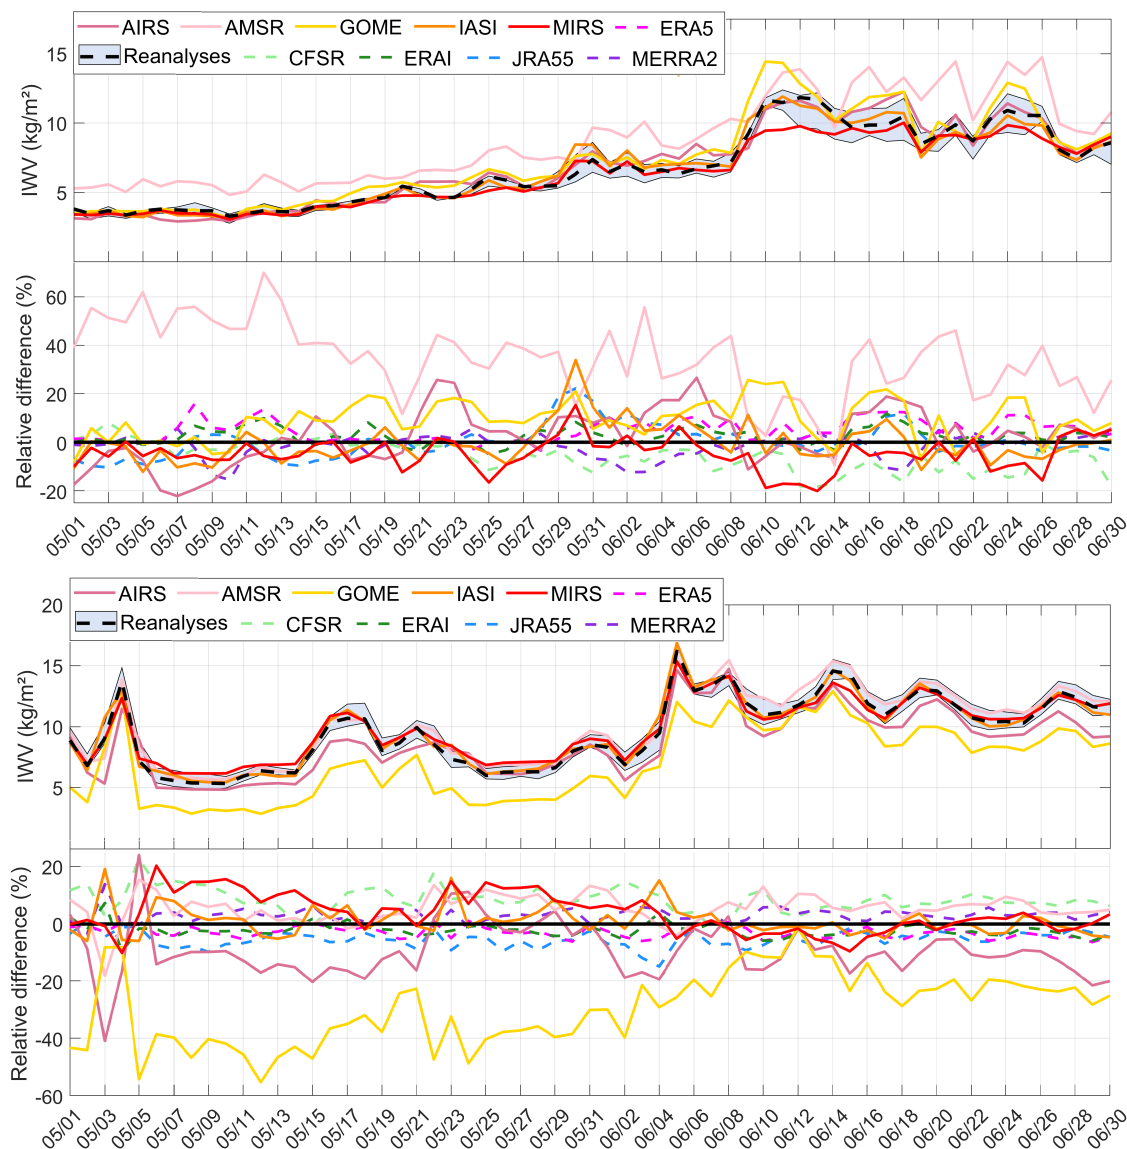 AIRS AMSR GOME IASI MIRS ERA5
Reanalyses CFSR ERAI JRA55 MERRA2
IWV (kg/m²)
15
10
5
Relative difference (%)
60
40
20
0
-20
05/01 05/03 05/05 05/07 05/09 05/11 05/13 05/15 05/17 05/19 05/21 05/23 05/25 05/27 05/29 05/31 06/02 06/04 06/06 06/08 06/10 06/12 06/14 06/16 06/18 06/20 06/22 06/24 06/26 06/28 06/30
AIRS AMSR GOME IASI MIRS ERA5
Reanalyses CFSR ERAI JRA55 MERRA2
IWV (kg/m²)
20
15
10
5
Relative difference (%)
20
0
-20
-40
-60
05/01 05/03 05/05 05/07 05/09 05/11 05/13 05/15 05/17 05/19 05/21 05/23 05/25 05/27 05/29 05/31 06/02 06/04 06/06 06/08 06/10 06/12 06/14 06/16 06/18 06/20 06/22 06/24 06/26 06/28 06/30